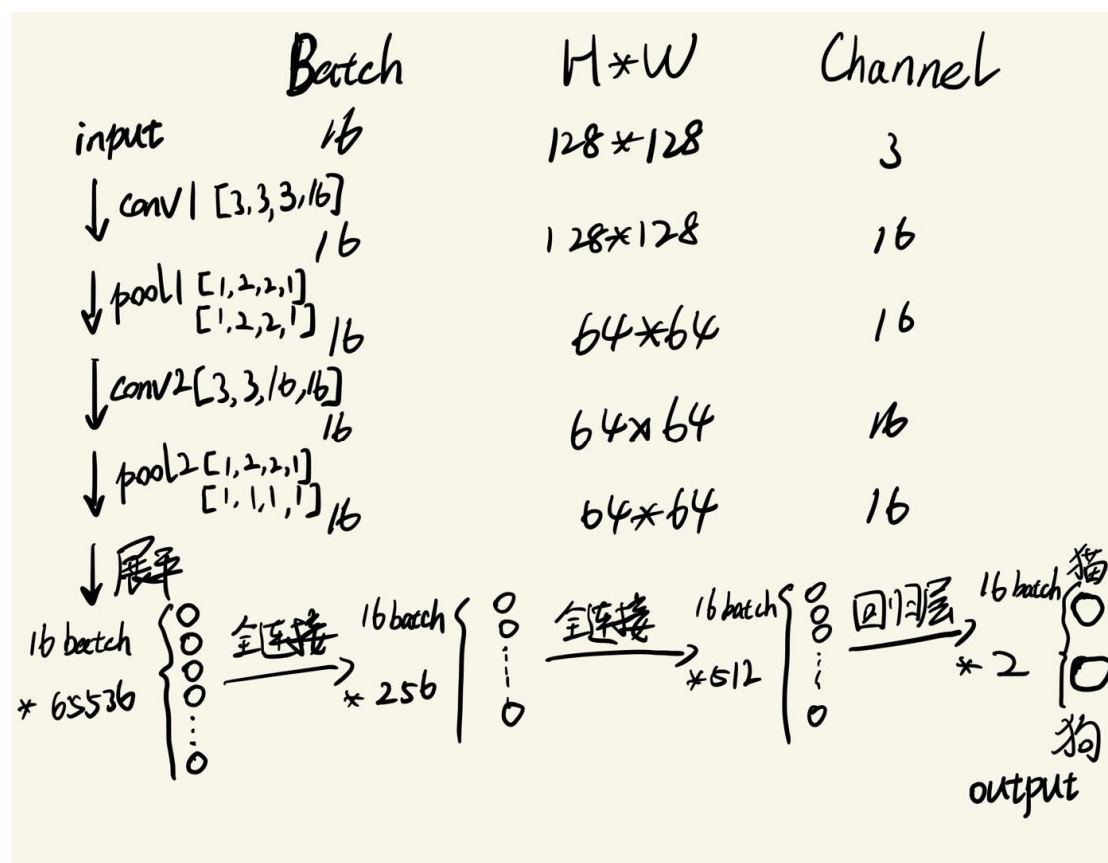 Batch H*W Channel
input 16 128*128 3
conv1 [3,3,3,16]
16 128*128 16
pool1 [1,2,2,1]
[1,2,2,1]
16 64*64 16
conv2[3,3,16,16]
16 64*64 16
pool2[1,2,2,1]
[1,1,1,1]
16 64*64 16
展平
16 batch * 65536
全连接
16 batch * 256
全连接
16 batch *512
回归层
16 batch * 2
猫
狗
output